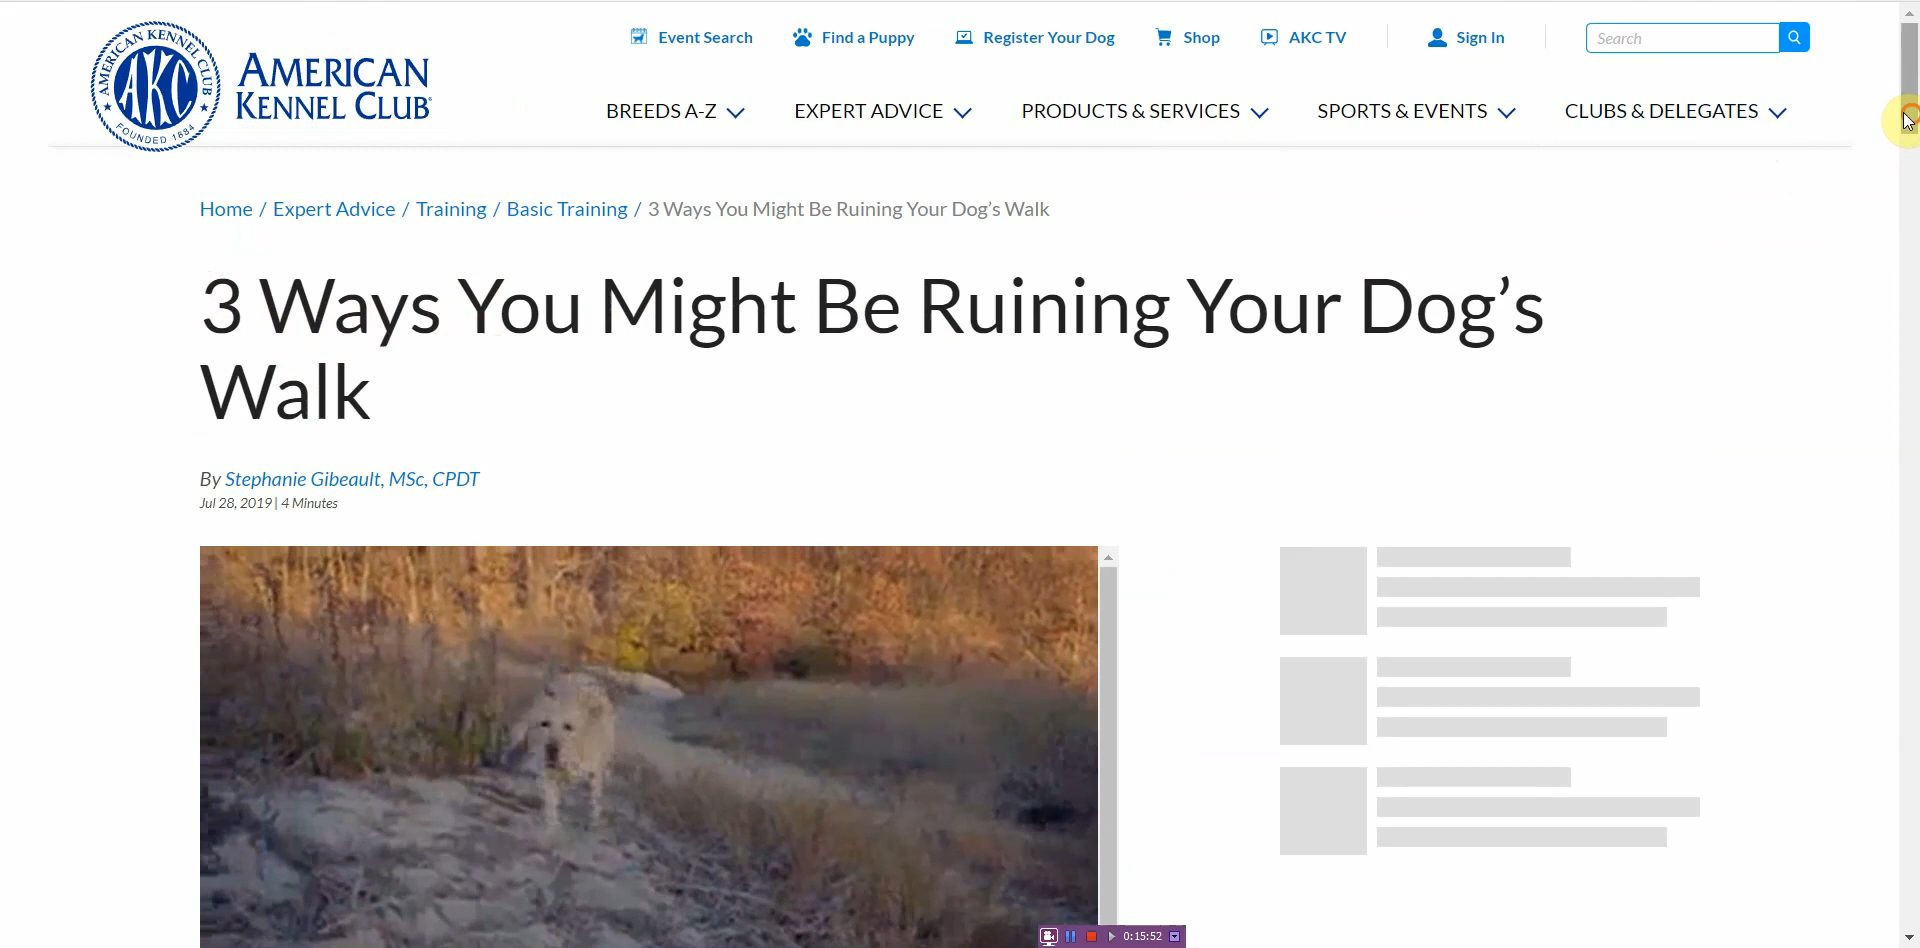 Event Search Find a Puppy Register Your Dog Shop AKC TV Sign In Search
AMERICAN KENNEL CLUB
AKC
FOUNDED 1884
AMERICAN
KENNEL CLUB
BREEDS A-Z EXPERT ADVICE PRODUCTS & SERVICES SPORTS & EVENTS CLUBS & DELEGATES
Home / Expert Advice / Training / Basic Training / 3 Ways You Might Be Ruining Your Dog’s Walk
3 Ways You Might Be Ruining Your Dog’s
Walk
By Stephanie Gibeault, MSc, CPDT
Jul 28, 2019 | 4 Minutes
0:15:52